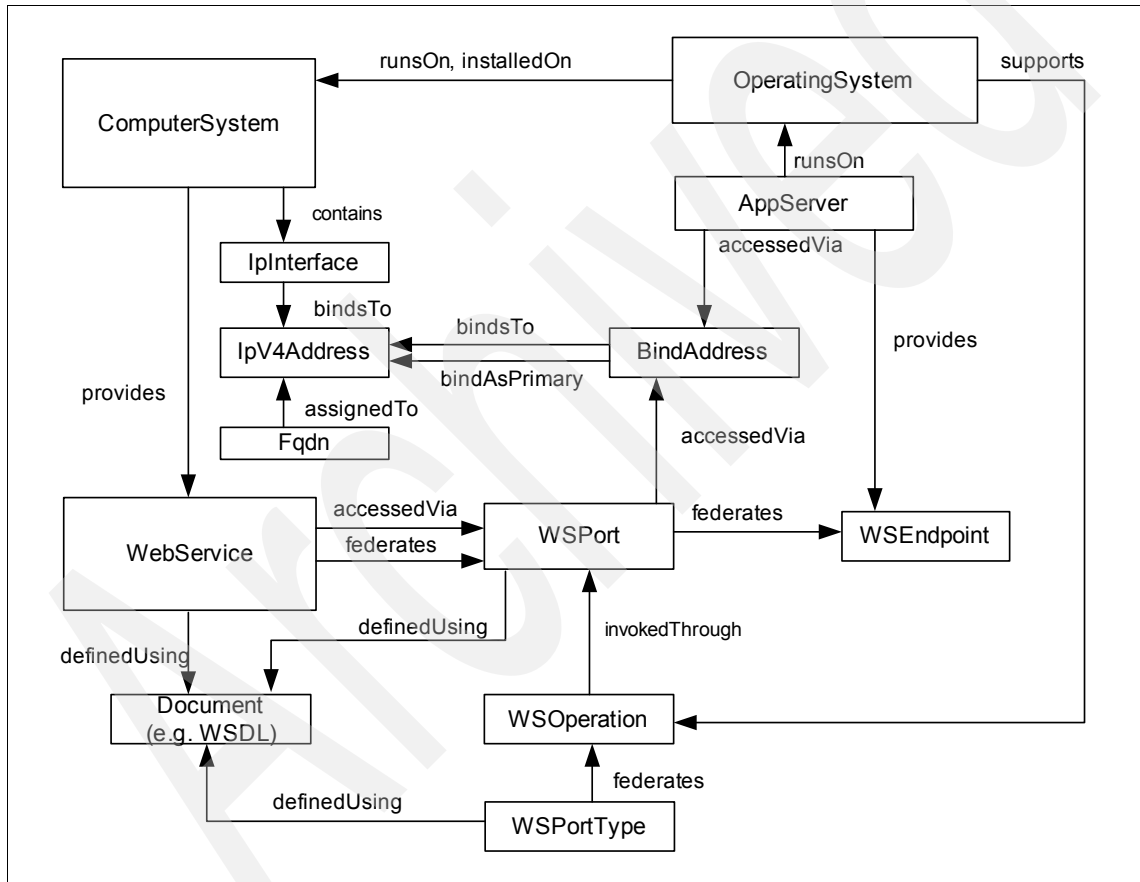 runsOn, installedOn
OperatingSystem
supports
ComputerSystem
runsOn
AppServer
contains
accessedVia
IpInterface
bindsTo
bindsTo
IpV4Address
BindAddress
provides
bindAsPrimary
provides
assignedTo
accessedVia
Fqdn
accessedVia
federates
WSPort
federates
WSEndpoint
WebService
definedUsing
invokedThrough
definedUsing
Document
(e.g. WSDL)
WSOperation
federates
definedUsing
WSPortType
Archived